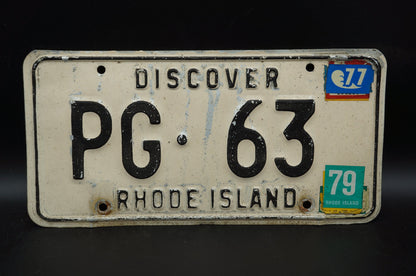 DISCOVER
77
PG·63
79
RHODE ISLAND
RHODE ISLAND